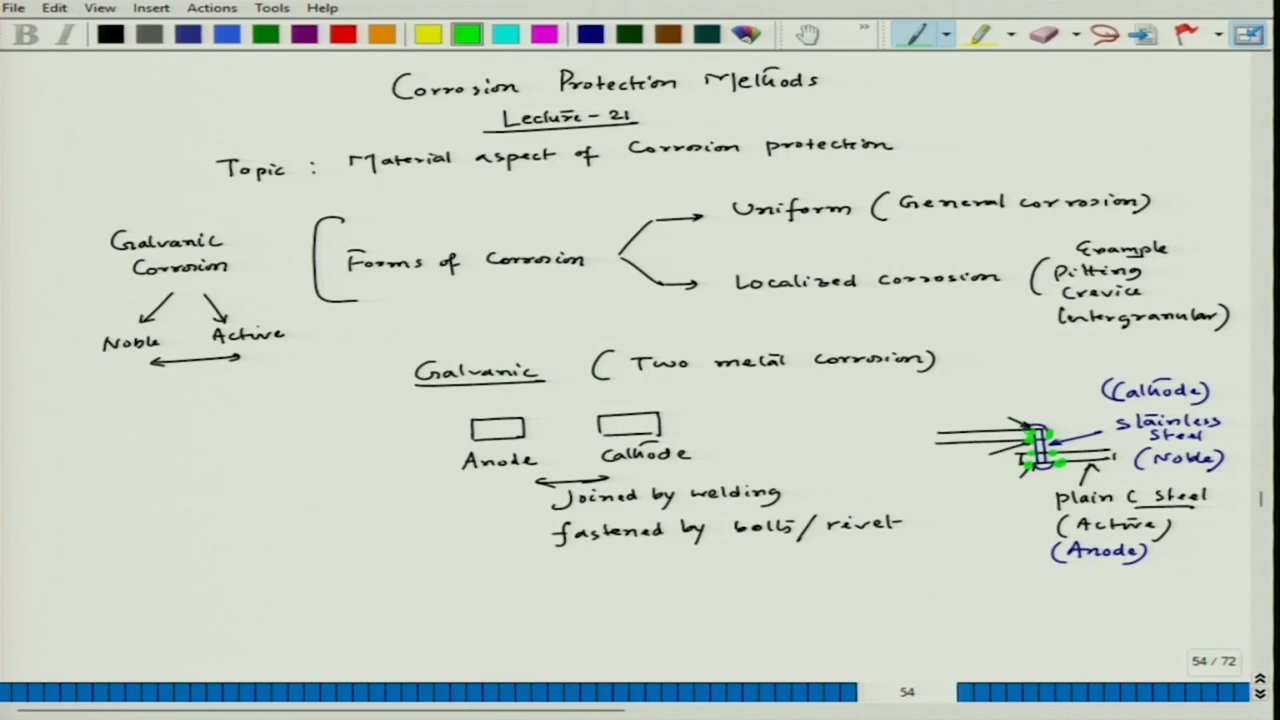 File Edit View Insert Actions Tools Help
B I
Corrosion Protection Methods
Lecture - 21
Topic : Material aspect of Corrosion protection
Galvanic
Corrosion
Noble Active
Forms of Corrosion
Uniform (General corrosion)
Localized corrosion (
Example
Pitting
Crevice
Intergranular)
Galvanic (Two metal corrosion)
Anode Cathode
Joined by welding
fastened by bolts/rivet
(Cathode)
stainless
steel
(Noble)
plain C steel
(Active)
(Anode)
54 / 72
54